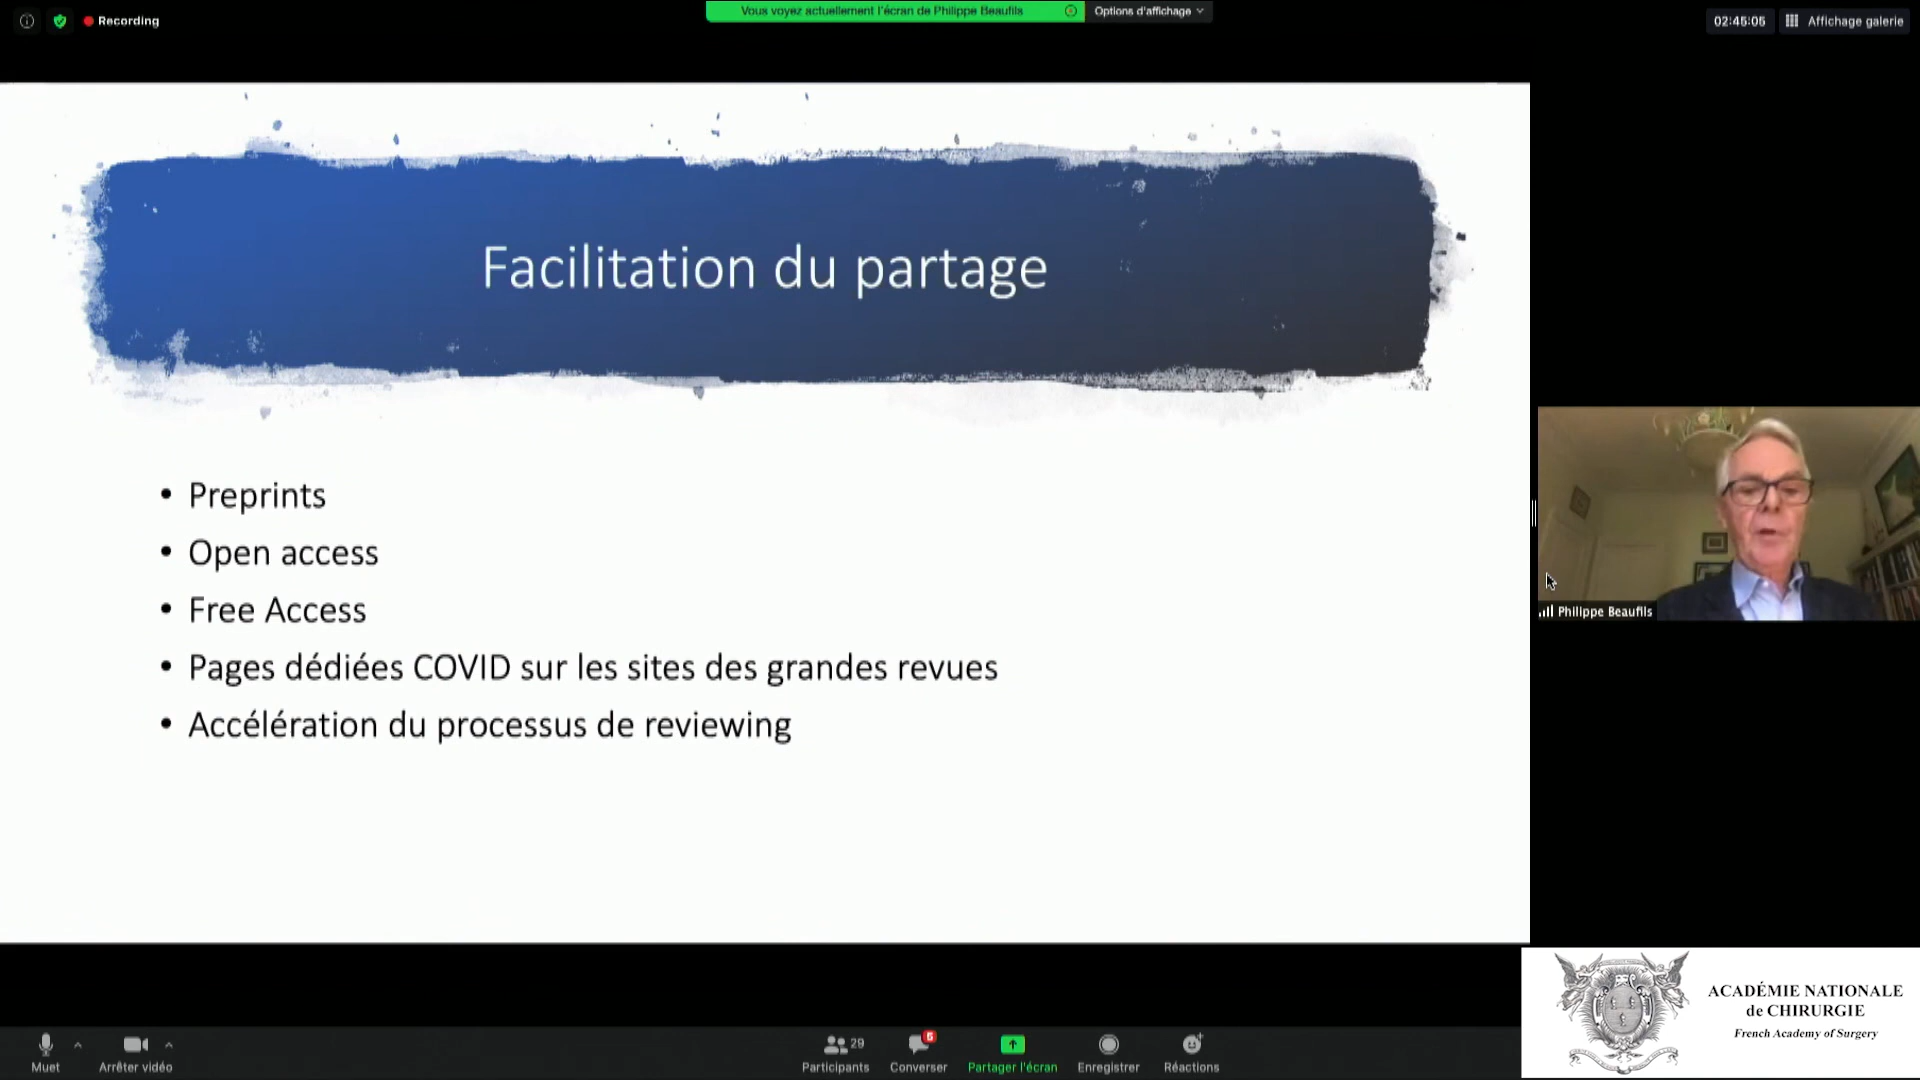 Recording
Vous voyez actuellement l'écran de Philippe Beaufils
Options d'affichage
02:45:05
Affichage galerie
Facilitation du partage
• Preprints
• Open access
• Free Access
• Pages dédiées COVID sur les sites des grandes revues
• Accélération du processus de reviewing
Philippe Beaufils
ACADÉMIE NATIONALE
de CHIRURGIE
French Academy of Surgery
Muet
Arrêter vidéo
29
Participants
6
Converser
Partager l'écran
Enregistrer
Réactions